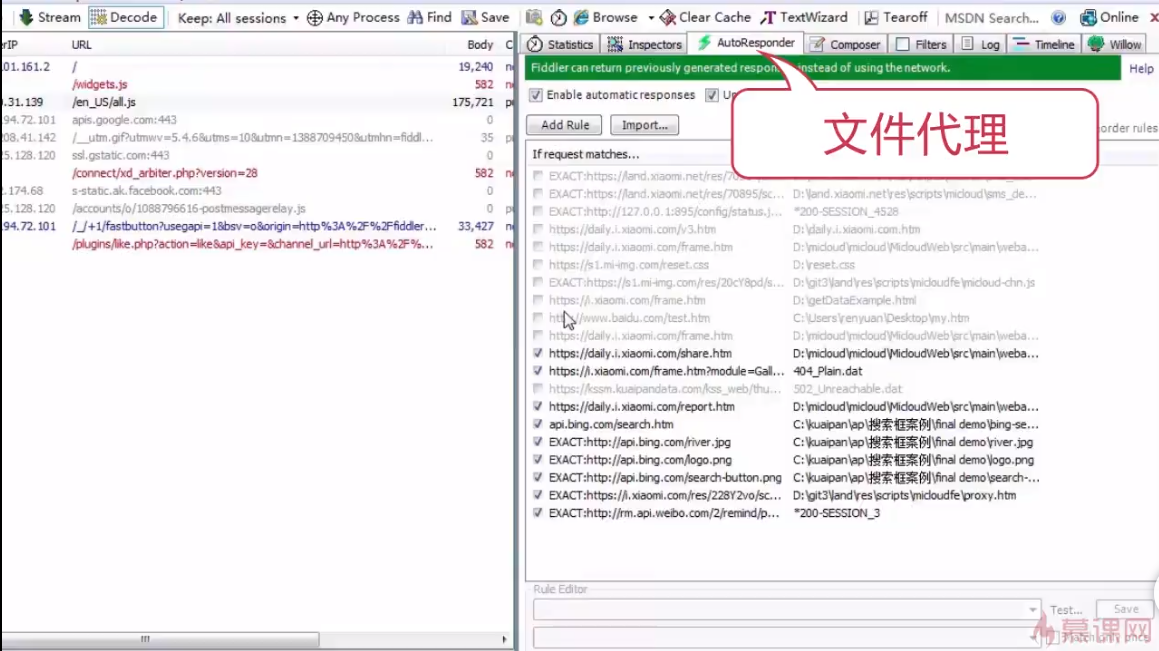 Stream Decode Keep: All sessions Any Process Find Save Browse Clear Cache TextWizard Tearoff MSDN Search... Online
erIP URL Body C
01.161.2 / 19,240
/widgets.js 582
.31.139 /en_US/all.js 175,721
94.72.101 apis.google.com:443 0
208.41.142 /__utm.gif?utmwv=5.4.6&utms=10&utmn=1388709450&utmhn=fiddl... 35
25.128.120 ssl.gstatic.com:443 0
/connect/xd_arbiter.php?version=28 582
.174.68 s-static.ak.facebook.com:443 0
25.128.120 /accounts/o/1088796616-postmessagerelay.js 0
94.72.101 /_/+1/fastbutton?usegapi=1&bsv=o&origin=http%3A%2F%2Ffiddler... 33,427
/plugins/like.php?action=like&api_key=&channel_url=http%3A%2F%... 582
Statistics Inspectors AutoResponder Composer Filters Log Timeline Willow
Fiddler can return previously generated respon instead of using the network. Help
Enable automatic responses
文件代理
Add Rule Import... order rules
If request matches...
EXACT:https://land.xiaomi.net/res/70
EXACT:https://land.xiaomi.net/res/70895/sc... D:\land.xiaomi.net\res\scripts\micloud\sms_de...
EXACT:http://127.0.0.1:895/config/status.j... *200-SESSION_4528
https://daily.i.xiaomi.com/v3.htm D:\daily.i.xiaomi.com.htm
https://daily.i.xiaomi.com/frame.htm D:\micloud\micloud\MicloudWeb\src\main\weba...
https://s1.mi-img.com/reset.css D:\reset.css
EXACT:https://s1.mi-img.com/res/20cY8pd/s... D:\git3\land\res\scripts\micloudfe\micloud-chn.js
https://i.xiaomi.com/frame.htm D:\getDataExample.html
www.baidu.com/test.htm C:\Users\renyuan\Desktop\my.htm
https://daily.i.xiaomi.com/frame.htm D:\micloud\micloud\MicloudWeb\src\main\weba...
https://daily.i.xiaomi.com/share.htm D:\micloud\micloud\MicloudWeb\src\main\weba...
https://i.xiaomi.com/frame.htm?module=Gall... 404_Plain.dat
https://kssm.kuaipandata.com/kss_web/thu... 502_Unreachable.dat
https://daily.i.xiaomi.com/report.htm D:\micloud\micloud\MicloudWeb\src\main\weba...
api.bing.com/search.htm C:\kuaipan\ap\搜索框案例\final demo\bing-se...
EXACT:http://api.bing.com/river.jpg C:\kuaipan\ap\搜索框案例\final demo\river.jpg
EXACT:http://api.bing.com/logo.png C:\kuaipan\ap\搜索框案例\final demo\logo.png
EXACT:http://api.bing.com/search-button.png C:\kuaipan\ap\搜索框案例\final demo\search-...
EXACT:https://i.xiaomi.com/res/228Y2vo/sc... D:\git3\land\res\scripts\micloudfe\proxy.htm
EXACT:http://rm.api.weibo.com/2/remind/p... *200-SESSION_3
Rule Editor
Test... Save
慕课网